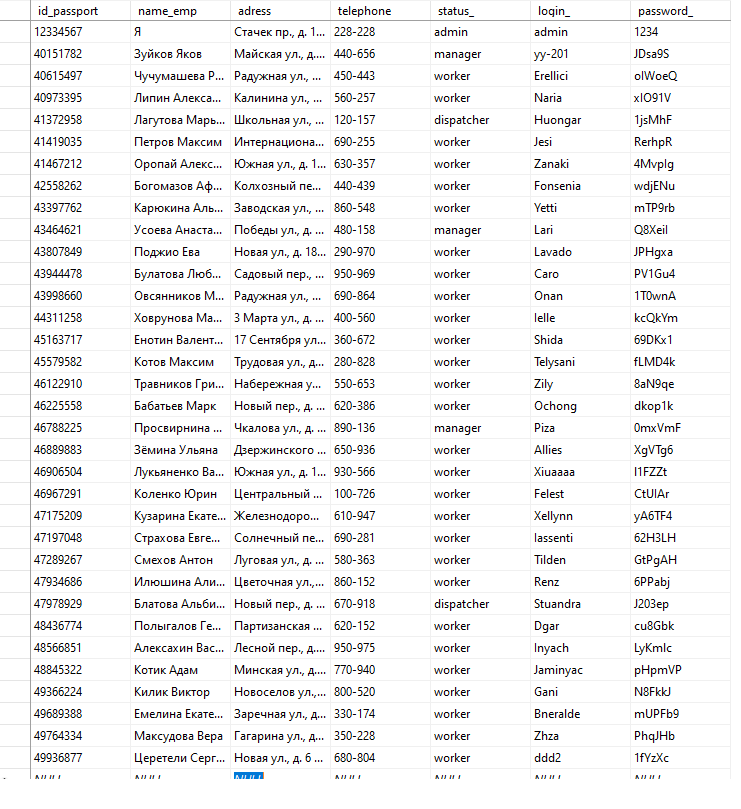 id_passport name_emp adress telephone status_ login_ password_
12334567 Я Стачек пр., д. 1... 228-228 admin admin 1234
40151782 Зуйков Яков Майская ул., д.... 440-656 manager yy-201 JDsa9S
40615497 Чучумашева Р... Радужная ул., ... 450-443 worker Erellici oIWoeQ
40973395 Липин Алекса... Калинина ул., ... 560-257 worker Naria xIO91V
41372958 Лагутова Марь... Школьная ул., ... 120-157 dispatcher Huongar 1jsMhF
41419035 Петров Максим Интернациона... 690-255 worker Jesi RerhpR
41467212 Оропай Алекс... Южная ул., д. 1... 630-357 worker Zanaki 4Mvplg
42558262 Богомазов Аф... Колхозный пе... 440-439 worker Fonsenia wdjENu
43397762 Карюкина Аль... Заводская ул., ... 860-548 worker Yetti mTP9rb
43464621 Усоева Анаста... Победы ул., д. ... 480-158 manager Lari Q8Xeil
43807849 Поджио Ева Новая ул., д. 18... 290-970 worker Lavado JPHgxa
43944478 Булатова Люб... Садовый пер., ... 950-969 worker Caro PV1Gu4
43998660 Овсянников М... Радужная ул., ... 690-864 worker Onan 1T0wnA
44311258 Ховрунова Ма... 3 Марта ул., д. ... 400-560 worker Ielle kcQkYm
45163717 Енотин Валент... 17 Сентября ул... 360-672 worker Shida 69DKx1
45579582 Котов Максим Трудовая ул., д... 280-828 worker Telysani fLMD4k
46122910 Травников Гри... Набережная у... 550-653 worker Zily 8aN9qe
46225558 Бабатьев Марк Новый пер., д.... 620-386 worker Ochong dkop1k
46788225 Просвирнина ... Чкалова ул., д. ... 890-136 manager Piza 0mxVmF
46889883 Зёмина Ульяна Дзержинского ... 650-936 worker Allies XgVTg6
46906504 Лукьяненко Ва... Южная ул., д. 1... 930-566 worker Xiuaaaa I1FZZt
46967291 Коленко Юрин Центральный ... 100-726 worker Felest CtUlAr
47175209 Кузарина Екате... Железнодоро... 610-947 worker Xellynn yA6TF4
47197048 Страхова Евге... Солнечный пе... 690-281 worker Iassenti 62H3LH
47289267 Смехов Антон Луговая ул., д. ... 580-363 worker Tilden GtPgAH
47934686 Илюшина Али... Цветочная ул.,... 860-152 worker Renz 6PPabj
47978929 Блатова Альби... Новый пер., д.... 670-918 dispatcher Stuandra J203ep
48436774 Полыгалов Ге... Партизанская ... 620-152 worker Dgar cu8Gbk
48566851 Алексахин Вас... Лесной пер., д.... 950-975 worker Inyach LyKmIc
48845322 Котик Адам Минская ул., д.... 770-940 worker Jaminyac pHpmVP
49366224 Килик Виктор Новоселов ул.,... 800-520 worker Gani N8FkkJ
49689388 Емелина Екате... Заречная ул., д... 330-174 worker Bneralde mUPFb9
49764334 Максудова Вера Гагарина ул., д... 350-228 worker Zhza PhqJHb
49936877 Церетели Серг... Новая ул., д. 6 ... 680-804 worker ddd2 1fYzXc
NULL NULL NULL NULL NULL NULL NULL